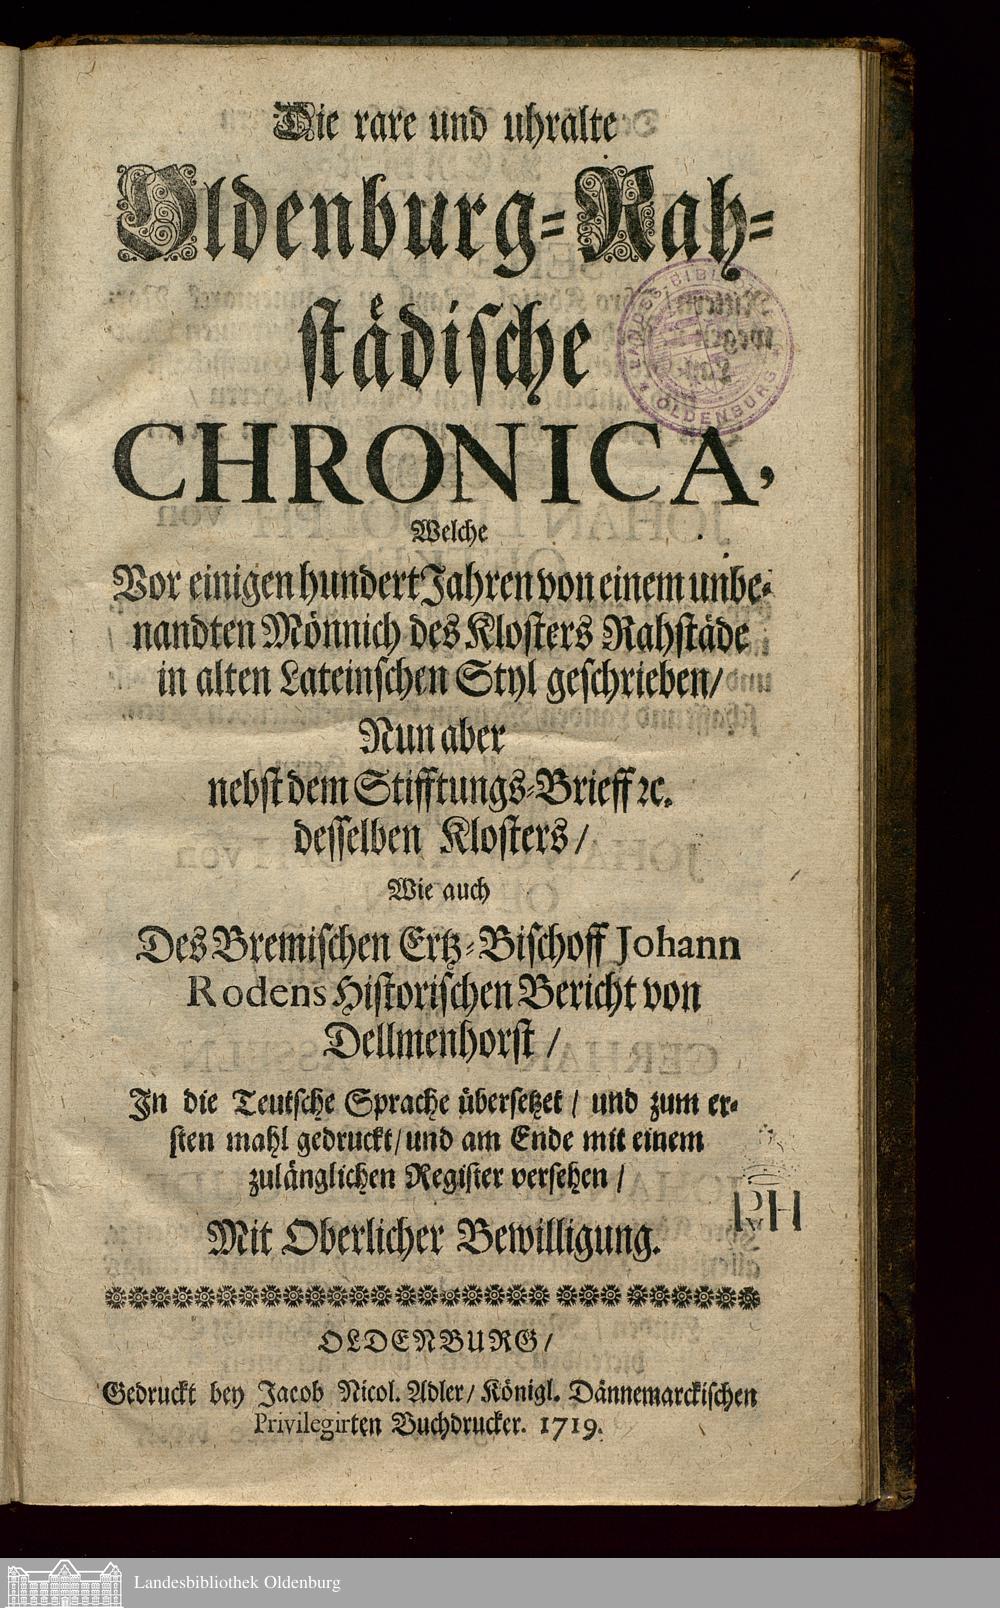 Die rare und uhralte
Oldenburg-Rah-
städische
CHRONICA,
Welche
Vor einigen hundert Jahren von einem unbe-
nandten Mönnich des Klosters Rahstäde
in alten Lateinschen Styl geschrieben/
Nun aber
nebst dem Stifftungs-Brieff ꝛc.
desselben Klosters/
Wie auch
Des Bremischen Ertz-Bischoff Johann
Rodens Historischen Bericht von
Dellmenhorst/
In die Teutsche Sprache übersetzet/ und zum er-
sten mahl gedruckt/ und am Ende mit einem
zulänglichen Register versehen/
Mit Oberlicher Bewilligung.
OLDENBURG/
Gedruckt bey Jacob Nicol. Adler/ Königl. Dännemarckischen
Privilegirten Buchdrucker. 1719.
LANDES-BIBLIOTHEK
OLDENBURG
Landesbibliothek Oldenburg